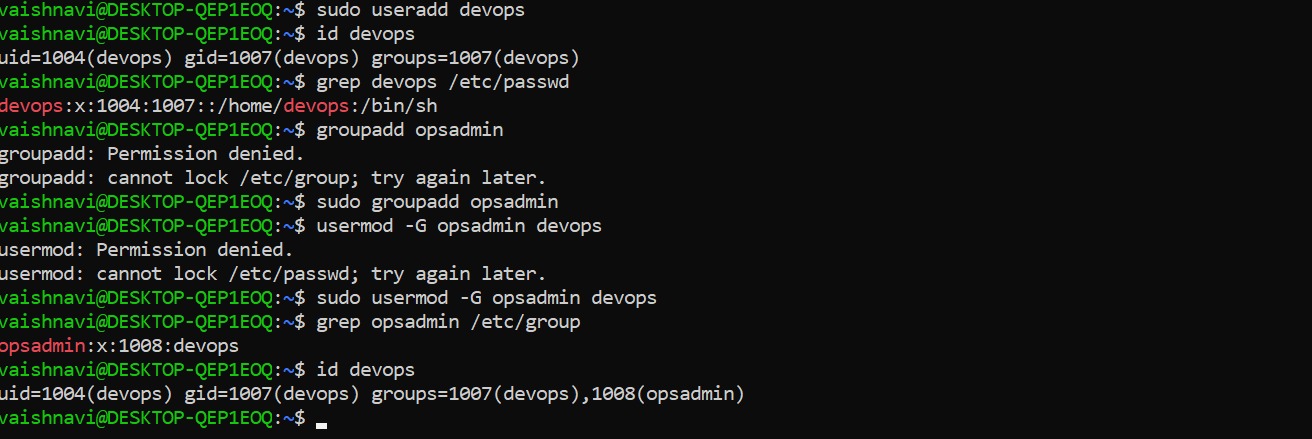 vaishnavi@DESKTOP-QEP1EOQ:~$ sudo useradd devops
vaishnavi@DESKTOP-QEP1EOQ:~$ id devops
uid=1004(devops) gid=1007(devops) groups=1007(devops)
vaishnavi@DESKTOP-QEP1EOQ:~$ grep devops /etc/passwd
devops:x:1004:1007::/home/devops:/bin/sh
vaishnavi@DESKTOP-QEP1EOQ:~$ groupadd opsadmin
groupadd: Permission denied.
groupadd: cannot lock /etc/group; try again later.
vaishnavi@DESKTOP-QEP1EOQ:~$ sudo groupadd opsadmin
vaishnavi@DESKTOP-QEP1EOQ:~$ usermod -G opsadmin devops
usermod: Permission denied.
usermod: cannot lock /etc/passwd; try again later.
vaishnavi@DESKTOP-QEP1EOQ:~$ sudo usermod -G opsadmin devops
vaishnavi@DESKTOP-QEP1EOQ:~$ grep opsadmin /etc/group
opsadmin:x:1008:devops
vaishnavi@DESKTOP-QEP1EOQ:~$ id devops
uid=1004(devops) gid=1007(devops) groups=1007(devops),1008(opsadmin)
vaishnavi@DESKTOP-QEP1EOQ:~$